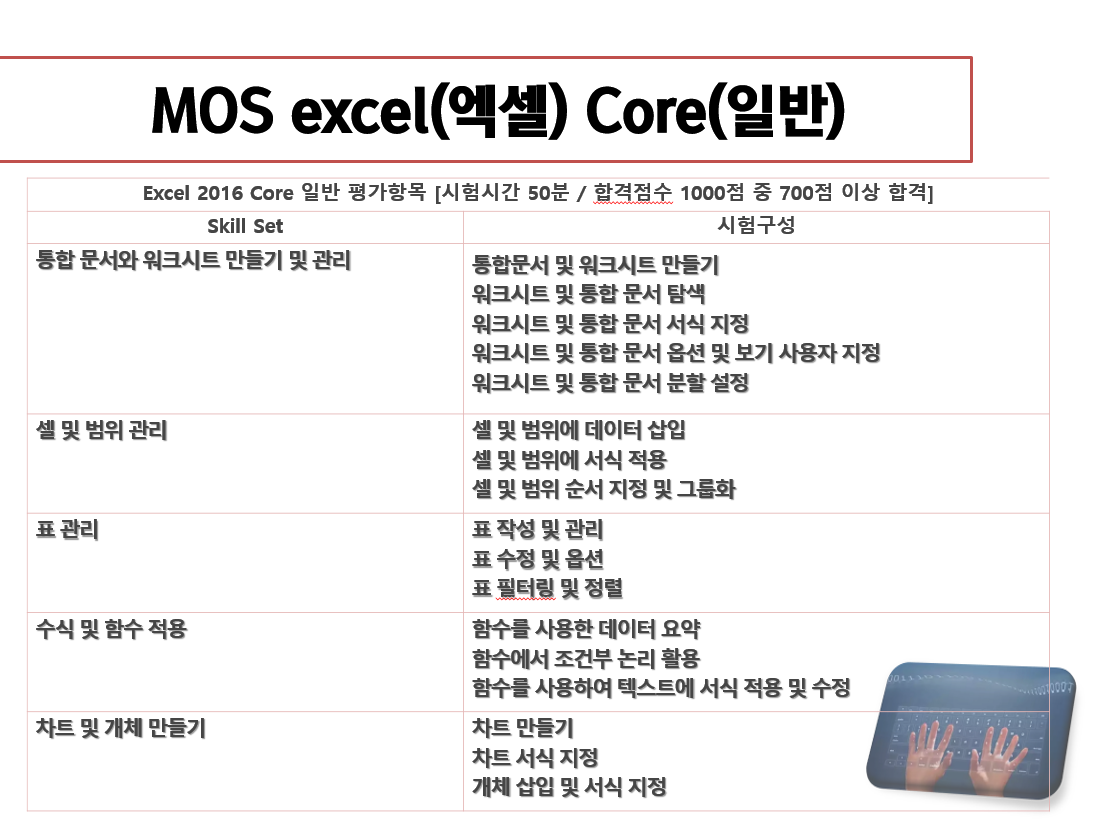 MOS excel(엑셀) Core(일반)
Excel 2016 Core 일반 평가항목 [시험시간 50분 / 합격점수 1000점 중 700점 이상 합격]
Skill Set
시험구성
통합 문서와 워크시트 만들기 및 관리
통합문서 및 워크시트 만들기
워크시트 및 통합 문서 탐색
워크시트 및 통합 문서 서식 지정
워크시트 및 통합 문서 옵션 및 보기 사용자 지정
워크시트 및 통합 문서 분할 설정
셀 및 범위 관리
셀 및 범위에 데이터 삽입
셀 및 범위에 서식 적용
셀 및 범위 순서 지정 및 그룹화
표 관리
표 작성 및 관리
표 수정 및 옵션
표 필터링 및 정렬
수식 및 함수 적용
함수를 사용한 데이터 요약
함수에서 조건부 논리 활용
함수를 사용하여 텍스트에 서식 적용 및 수정
차트 및 개체 만들기
차트 만들기
차트 서식 지정
개체 삽입 및 서식 지정